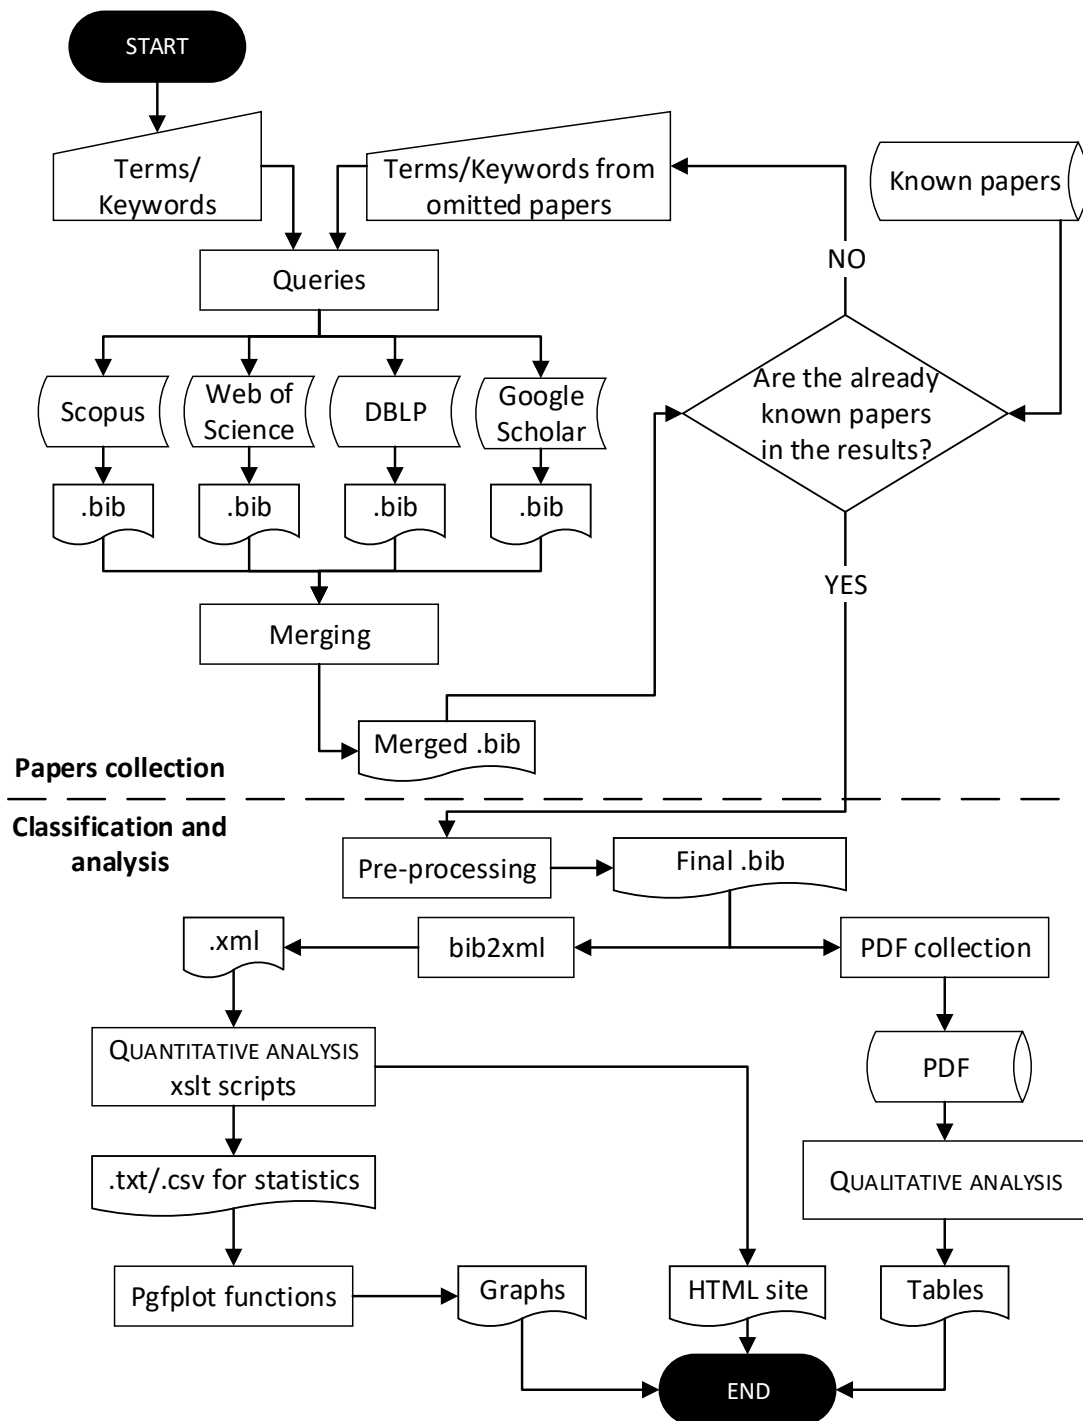 START
Terms/
Keywords
Terms/Keywords from
omitted papers
Known papers
NO
Queries
Scopus
Web of
Science
DBLP
Google
Scholar
Are the already
known papers
in the results?
.bib
.bib
.bib
.bib
YES
Merging
Merged .bib
Papers collection
Classification and
analysis
Pre-processing
Final .bib
.xml
bib2xml
PDF collection
QUANTITATIVE ANALYSIS
xslt scripts
PDF
.txt/.csv for statistics
QUALITATIVE ANALYSIS
Pgfplot functions
Graphs
HTML site
Tables
END